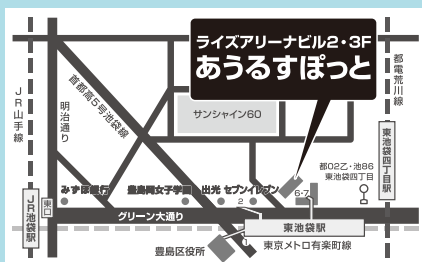 ライズアリーナビル2・3F
あうるすぽっと
JR山手線
明治通り
首都高5号池袋線
サンシャイン60
都電荒川線
東池袋四丁目駅
都02乙・池86
東池袋四丁目
みずほ銀行
豊島岡女子学園
出光
セブンイレブン
2
6・7
JR池袋駅
東口
グリーン大通り
東池袋駅
1
東京メトロ有楽町線
豊島区役所